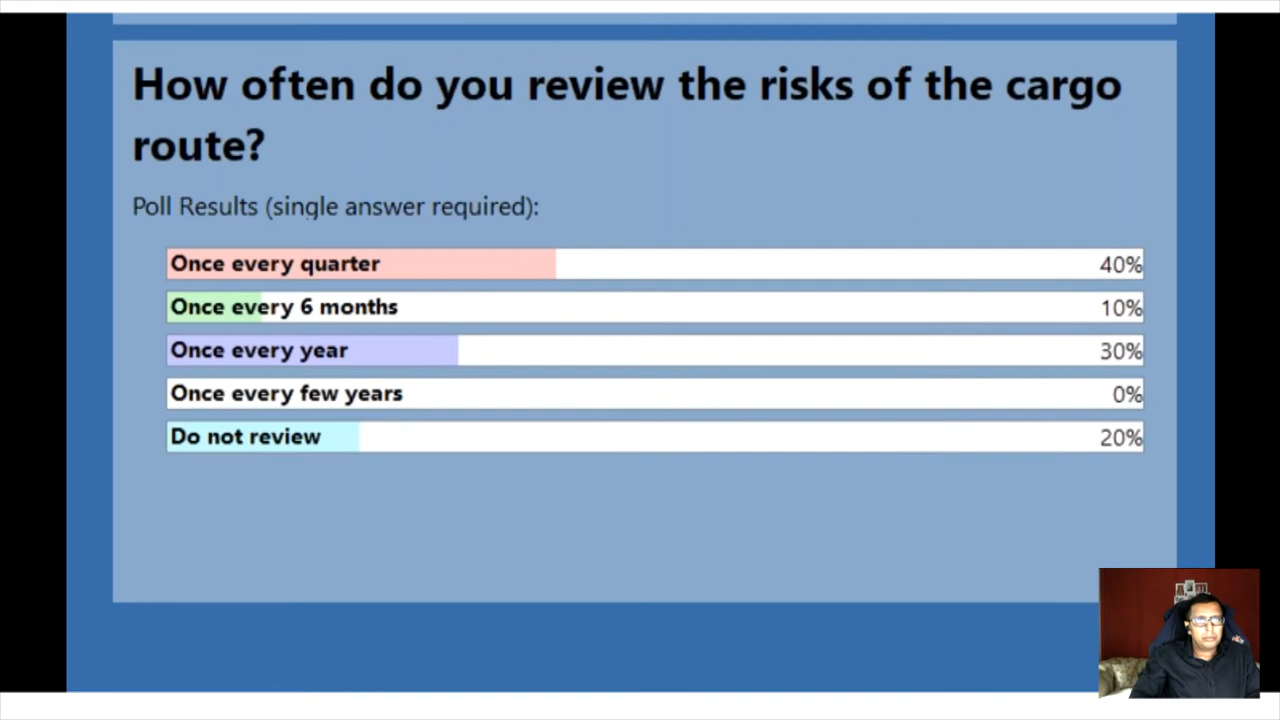 How often do you review the risks of the cargo
route?
Poll Results (single answer required):
Once every quarter 40%
Once every 6 months 10%
Once every year 30%
Once every few years 0%
Do not review 20%